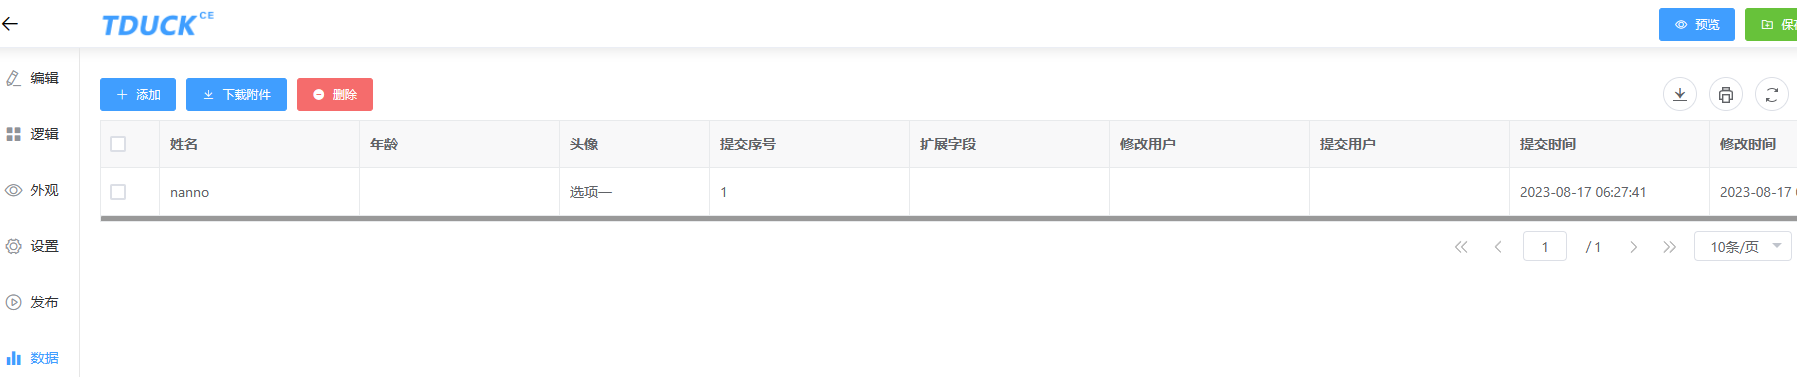 TDUCK CE
预览
编辑
逻辑
外观
设置
发布
数据
添加 下载附件 删除
姓名 年龄 头像 提交序号 扩展字段 修改用户 提交用户 提交时间 修改时间
nanno 选项一 1 2023-08-17 06:27:41 2023-08-17
1 / 1 10条/页